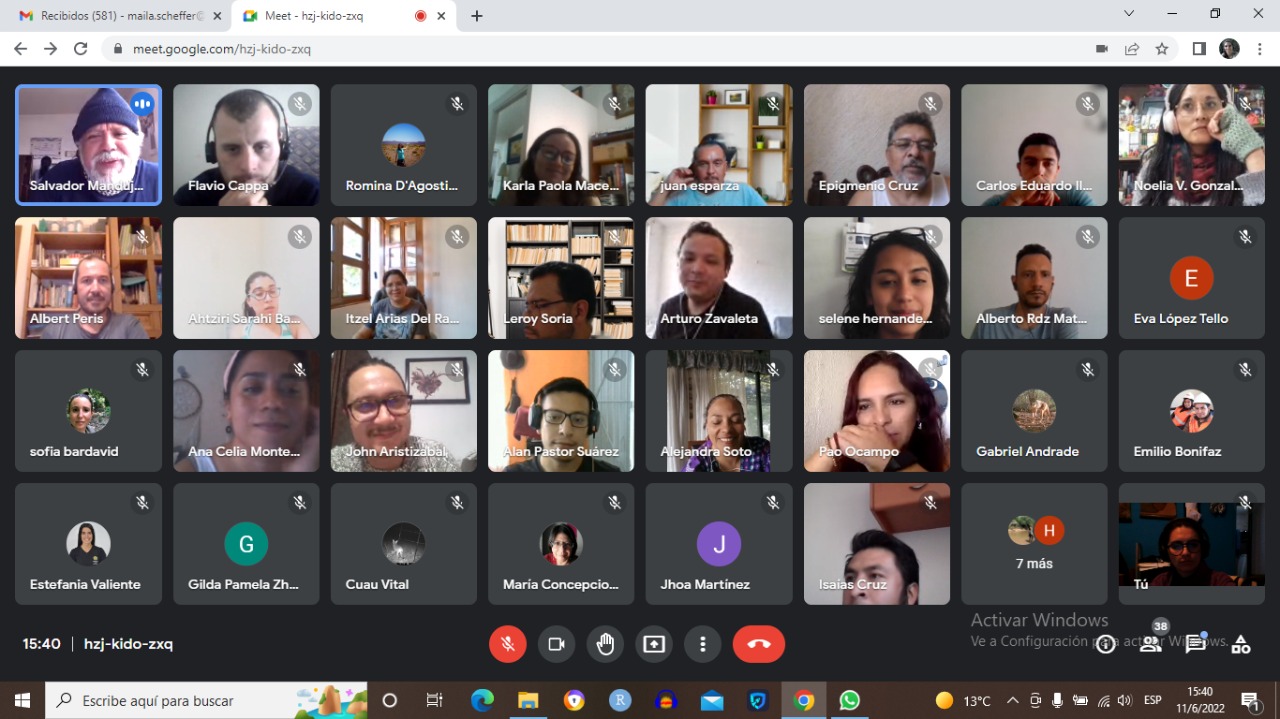 Recibidos (581) - maila.scheffer@
Meet - hzj-kido-zxq
meet.google.com/hzj-kido-zxq
Salvador Manduj...
Flavio Cappa
Romina D'Agosti...
Karla Paola Mace...
juan esparza
Epigmenio Cruz
Carlos Eduardo Il...
Noelia V. Gonzal...
Albert Peris
Ahtziri Sarahi Ba...
Itzel Arias Del Ra...
Leroy Soria
Arturo Zavaleta
selene hernande...
Alberto Rdz Mat...
E
Eva López Tello
sofia bardavid
Ana Celia Monte...
John Aristizabal
Alan Pastor Suárez
Alejandra Soto
Pao Ocampo
Gabriel Andrade
Emilio Bonifaz
Estefania Valiente
G
Gilda Pamela Zh...
Cuau Vital
María Concepcio...
J
Jhoa Martínez
Isaías Cruz
H
7 más
Tú
Activar Windows
Ve a Configuración para activar Windows.
15:40 | hzj-kido-zxq
38
Escribe aquí para buscar
R
13°C
ESP
15:40
11/6/2022
1